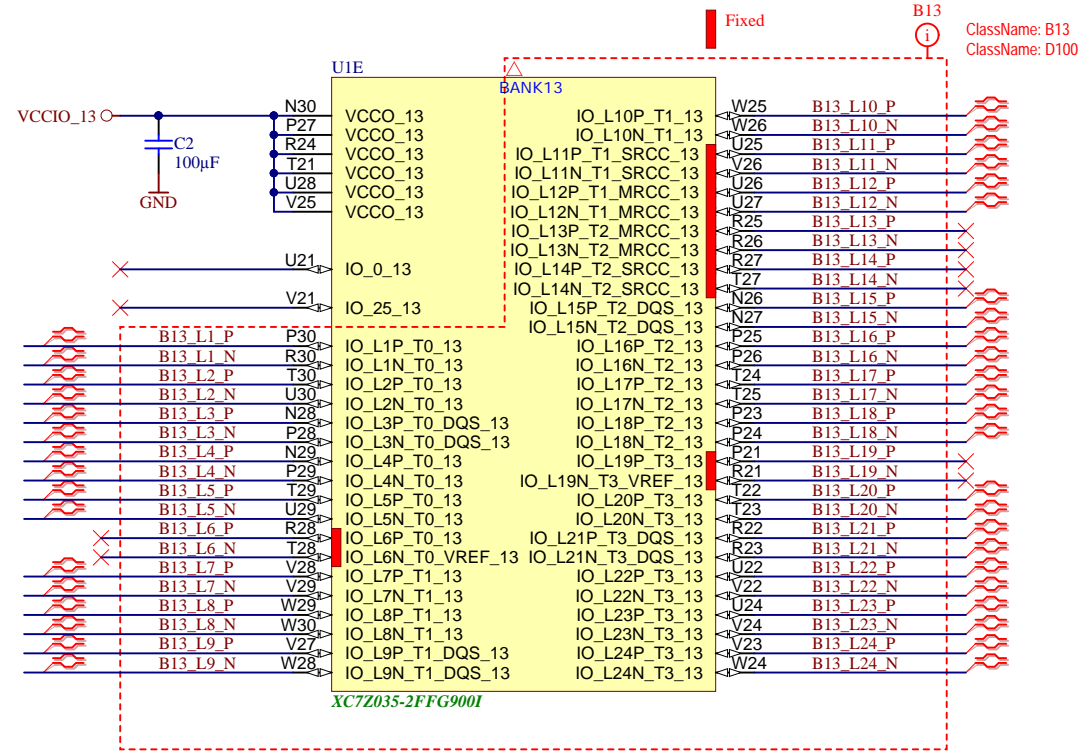 Fixed
B13
i
ClassName: B13
ClassName: D100
U1E
BANK13
VCCIO_13
C2
100µF
GND
N30 VCCO_13
P27 VCCO_13
R24 VCCO_13
T21 VCCO_13
U28 VCCO_13
V25 VCCO_13
U21 IO_0_13
V21 IO_25_13
B13_L1_P P30 IO_L1P_T0_13
B13_L1_N R30 IO_L1N_T0_13
B13_L2_P T30 IO_L2P_T0_13
B13_L2_N U30 IO_L2N_T0_13
B13_L3_P N28 IO_L3P_T0_DQS_13
B13_L3_N P28 IO_L3N_T0_DQS_13
B13_L4_P N29 IO_L4P_T0_13
B13_L4_N P29 IO_L4N_T0_13
B13_L5_P T29 IO_L5P_T0_13
B13_L5_N U29 IO_L5N_T0_13
B13_L6_P R28 IO_L6P_T0_13
B13_L6_N T28 IO_L6N_T0_VREF_13
B13_L7_P V28 IO_L7P_T1_13
B13_L7_N V29 IO_L7N_T1_13
B13_L8_P W29 IO_L8P_T1_13
B13_L8_N W30 IO_L8N_T1_13
B13_L9_P V27 IO_L9P_T1_DQS_13
B13_L9_N W28 IO_L9N_T1_DQS_13
IO_L10P_T1_13 W25 B13_L10_P
IO_L10N_T1_13 W26 B13_L10_N
IO_L11P_T1_SRCC_13 U25 B13_L11_P
IO_L11N_T1_SRCC_13 V26 B13_L11_N
IO_L12P_T1_MRCC_13 U26 B13_L12_P
IO_L12N_T1_MRCC_13 U27 B13_L12_N
IO_L13P_T2_MRCC_13 R25 B13_L13_P
IO_L13N_T2_MRCC_13 R26 B13_L13_N
IO_L14P_T2_SRCC_13 R27 B13_L14_P
IO_L14N_T2_SRCC_13 T27 B13_L14_N
IO_L15P_T2_DQS_13 N26 B13_L15_P
IO_L15N_T2_DQS_13 N27 B13_L15_N
IO_L16P_T2_13 P25 B13_L16_P
IO_L16N_T2_13 P26 B13_L16_N
IO_L17P_T2_13 T24 B13_L17_P
IO_L17N_T2_13 T25 B13_L17_N
IO_L18P_T2_13 P23 B13_L18_P
IO_L18N_T2_13 P24 B13_L18_N
IO_L19P_T3_13 P21 B13_L19_P
IO_L19N_T3_VREF_13 R21 B13_L19_N
IO_L20P_T3_13 T22 B13_L20_P
IO_L20N_T3_13 T23 B13_L20_N
IO_L21P_T3_DQS_13 R22 B13_L21_P
IO_L21N_T3_DQS_13 R23 B13_L21_N
IO_L22P_T3_13 U22 B13_L22_P
IO_L22N_T3_13 V22 B13_L22_N
IO_L23P_T3_13 U24 B13_L23_P
IO_L23N_T3_13 V24 B13_L23_N
IO_L24P_T3_13 V23 B13_L24_P
IO_L24N_T3_13 W24 B13_L24_N
XC7Z035-2FFG900I